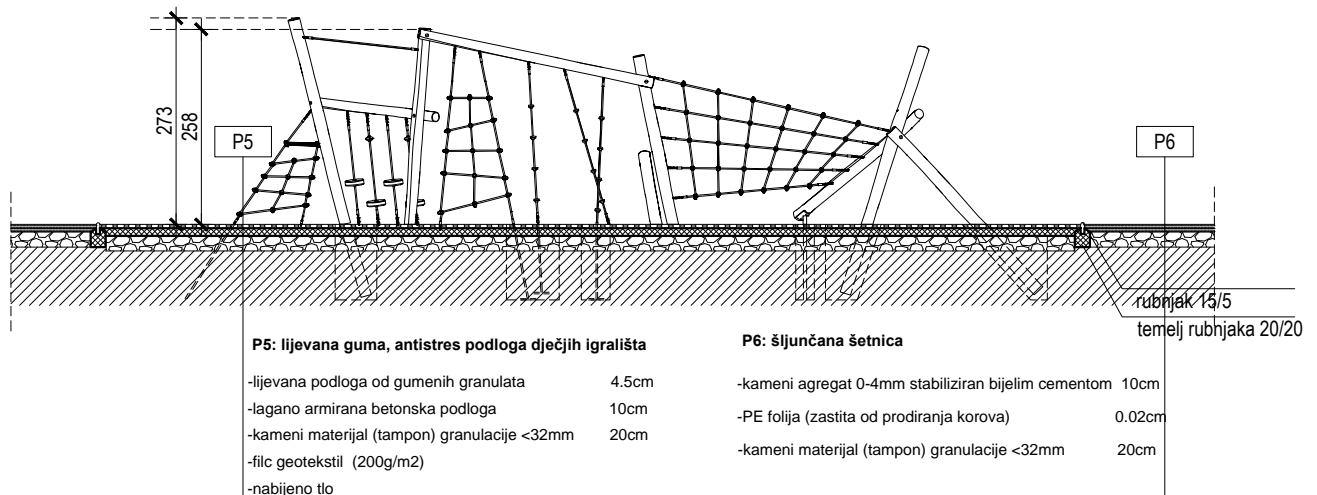 273
258
P5
P6
rubnjak 15/5
temelj rubnjaka 20/20
P5: lijevana guma, antistres podloga dječjih igrališta
-lijevana podloga od gumenih granulata 4.5cm
-lagano armirana betonska podloga 10cm
-kameni materijal (tampon) granulacije <32mm 20cm
-filc geotekstil (200g/m2)
-nabijeno tlo
P6: šljunčana šetnica
-kameni agregat 0-4mm stabiliziran bijelim cementom 10cm
-PE folija (zastita od prodiranja korova) 0.02cm
-kameni materijal (tampon) granulacije <32mm 20cm